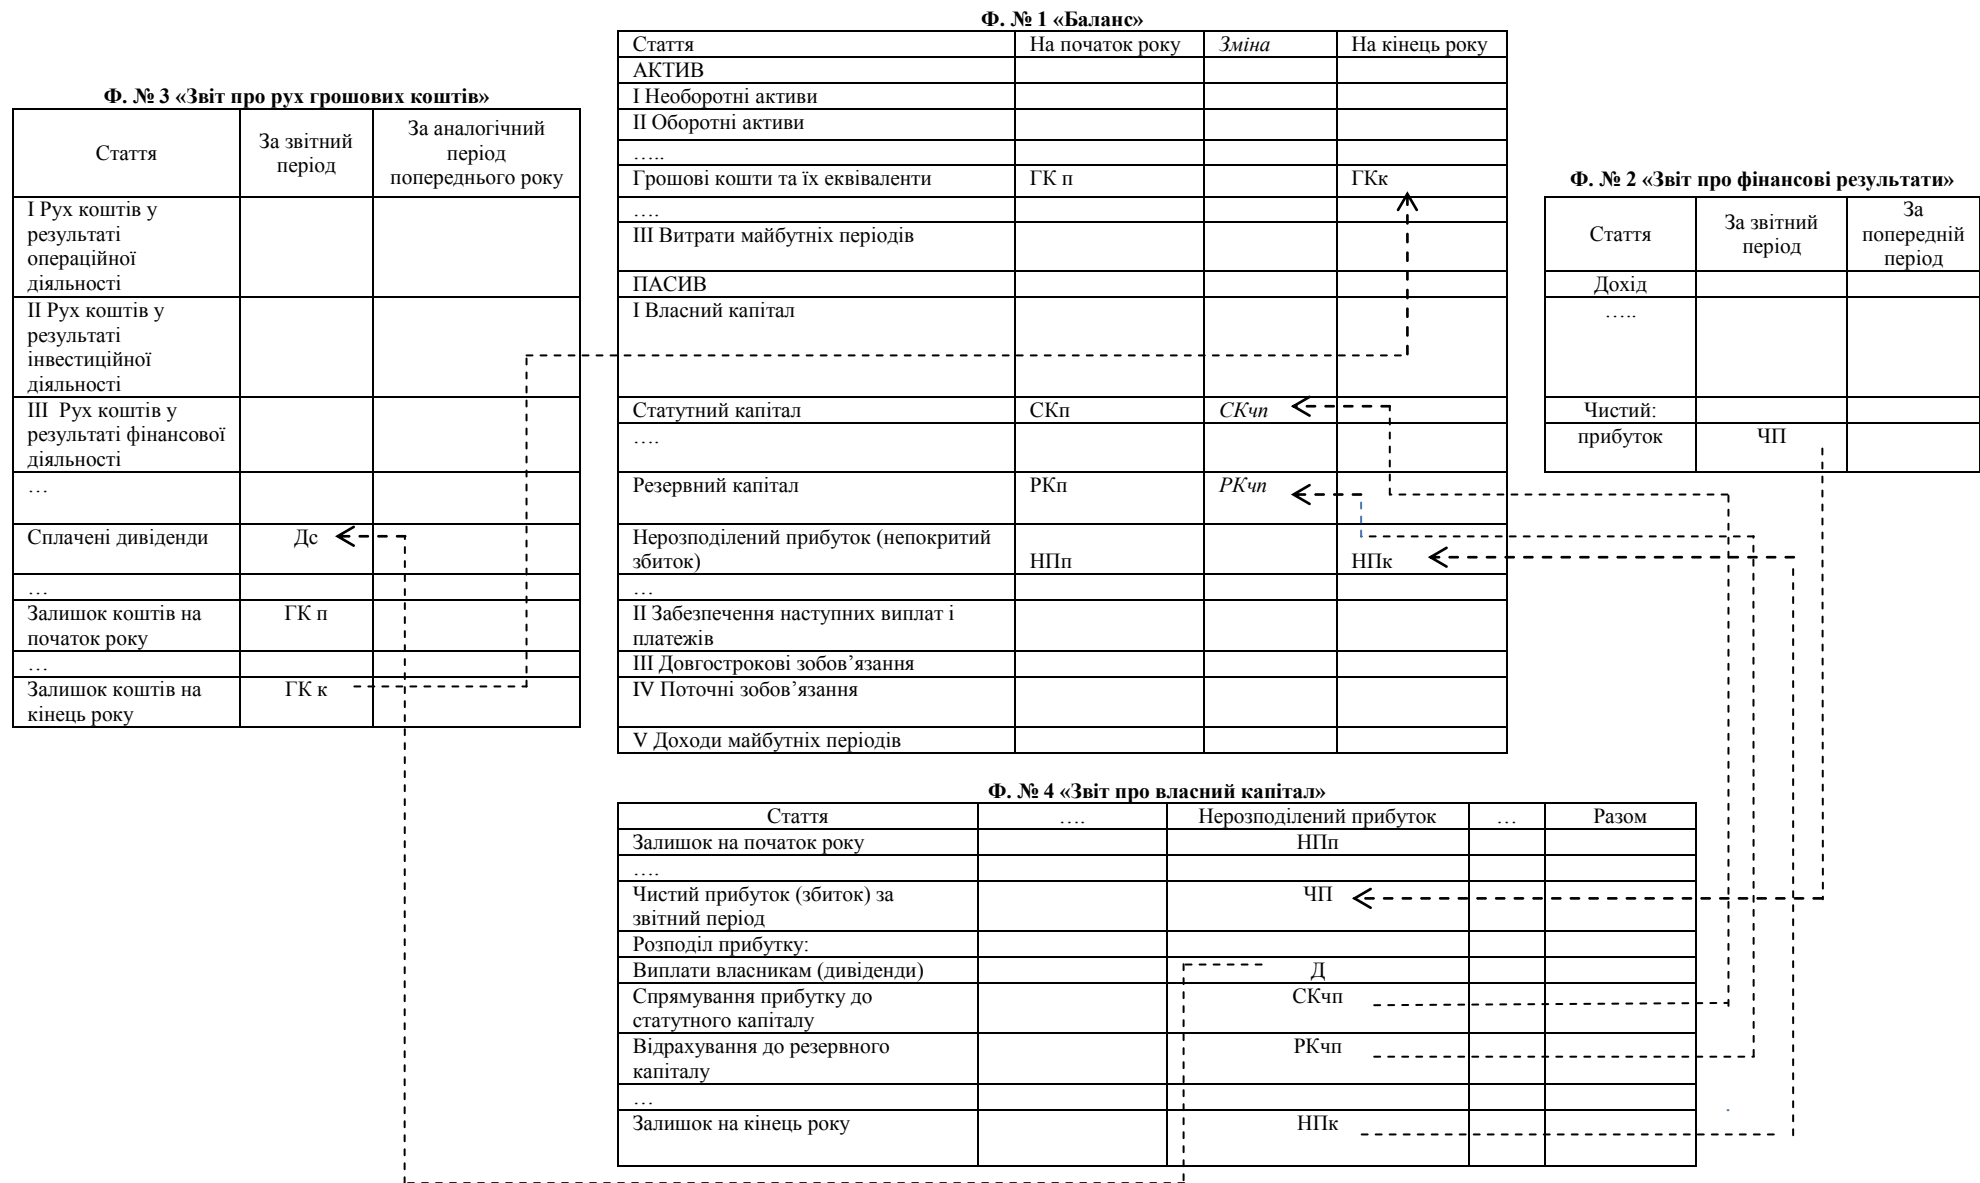 Ф. № 1 «Баланс»
Стаття На початок року Зміна На кінець року
АКТИВ
І Необоротні активи
ІІ Оборотні активи
…..
Грошові кошти та їх еквіваленти ГК п ГКк
….
ІІІ Витрати майбутніх періодів
ПАСИВ
І Власний капітал
Статутний капітал СКп СКчп
….
Резервний капітал РКп РКчп
Нерозподілений прибуток (непокритий
збиток) НПп НПк
…
ІІ Забезпечення наступних виплат і
платежів
ІІІ Довгострокові зобов’язання
IV Поточні зобов’язання
V Доходи майбутніх періодів
Ф. № 3 «Звіт про рух грошових коштів»
Стаття
За звітний
період
За аналогічний
період
попереднього року
І Рух коштів у
результаті
операційної
діяльності
ІІ Рух коштів у
результаті
інвестиційної
діяльності
ІІІ Рух коштів у
результаті фінансової
діяльності
…
Сплачені дивіденди Дс
…
Залишок коштів на ГК п
початок року
…
Залишок коштів на ГК к
кінець року
Ф. № 2 «Звіт про фінансові результати»
Стаття
За звітний
період
За
попередній
період
Дохід
…..
Чистий:
прибуток ЧП
Ф. № 4 «Звіт про власний капітал»
Стаття …. Нерозподілений прибуток … Разом
Залишок на початок року НПп
….
Чистий прибуток (збиток) за ЧП
звітний період
Розподіл прибутку:
Виплати власникам (дивіденди) Д
Спрямування прибутку до СКчп
статутного капіталу
Відрахування до резервного РКчп
капіталу
…
Залишок на кінець року НПк